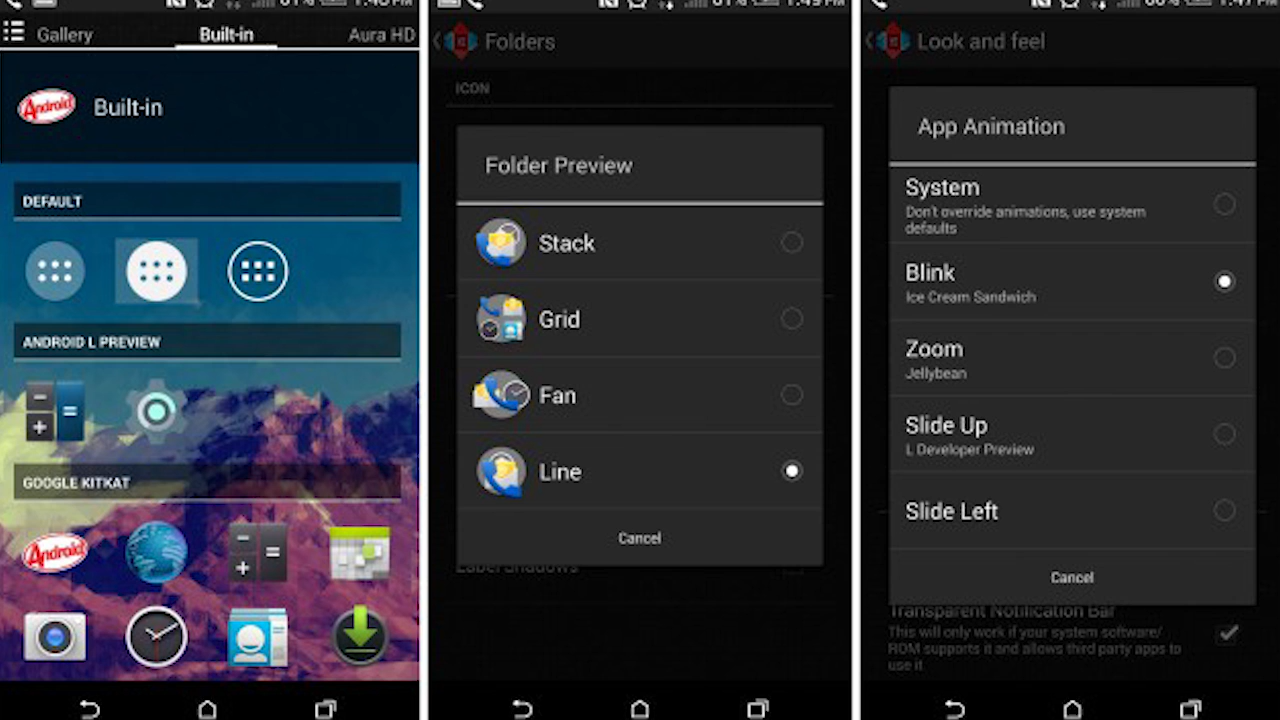 Gallery
Built-in
Aura HD
Android
Built-in
DEFAULT
ANDROID L PREVIEW
GOOGLE KITKAT
Android
Folders
ICON
Folder Preview
Stack
Grid
Fan
Line
Cancel
Label Shadows
Look and feel
App Animation
System
Don't override animations, use system
defaults
Blink
Ice Cream Sandwich
Zoom
Jellybean
Slide Up
L Developer Preview
Slide Left
Cancel
Transparent Notification Bar
This will only work if your system software/
ROM supports it and allows third party apps to
use it